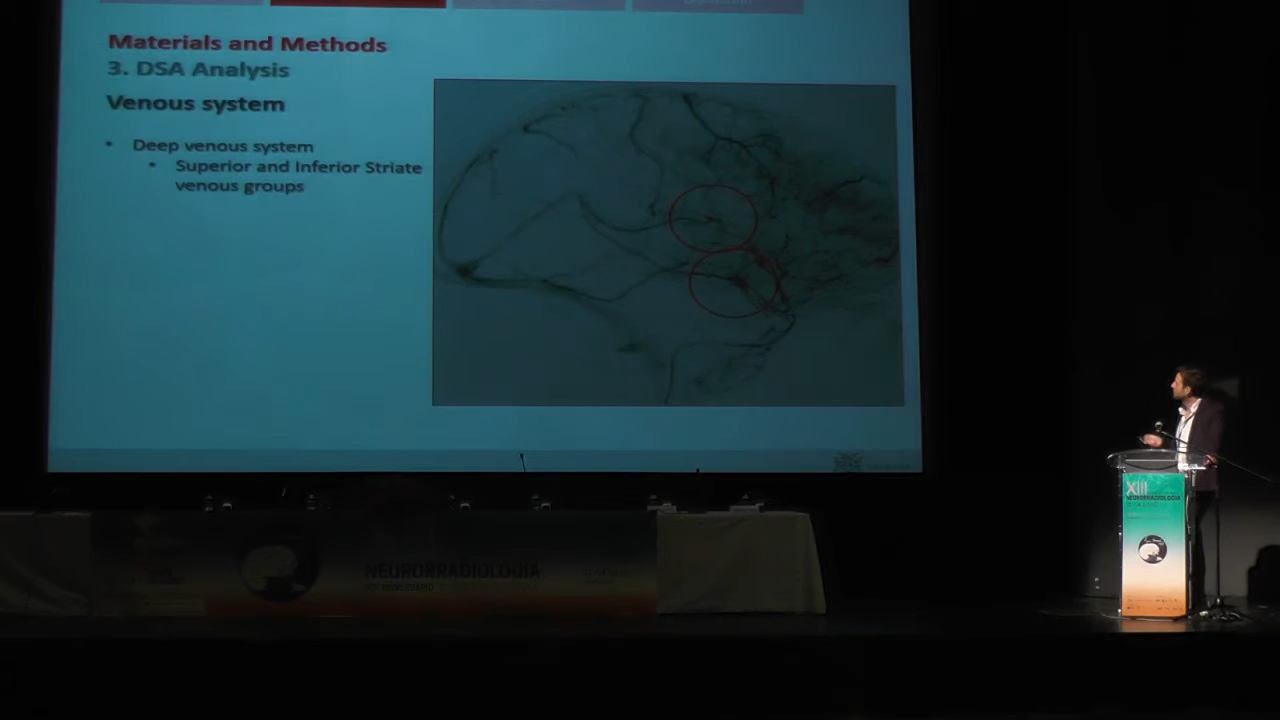 Materials and Methods
3. DSA Analysis
Venous system
• Deep venous system
• Superior and Inferior Striate
venous groups
XIII
NEURORRADIOLOGIA
NEURORRADIOLOGIA